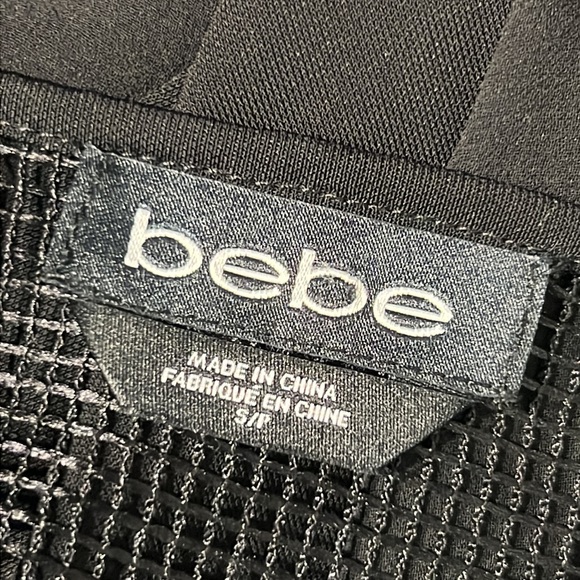 bebe
MADE IN CHINA
FABRIQUE EN CHINE
S/P